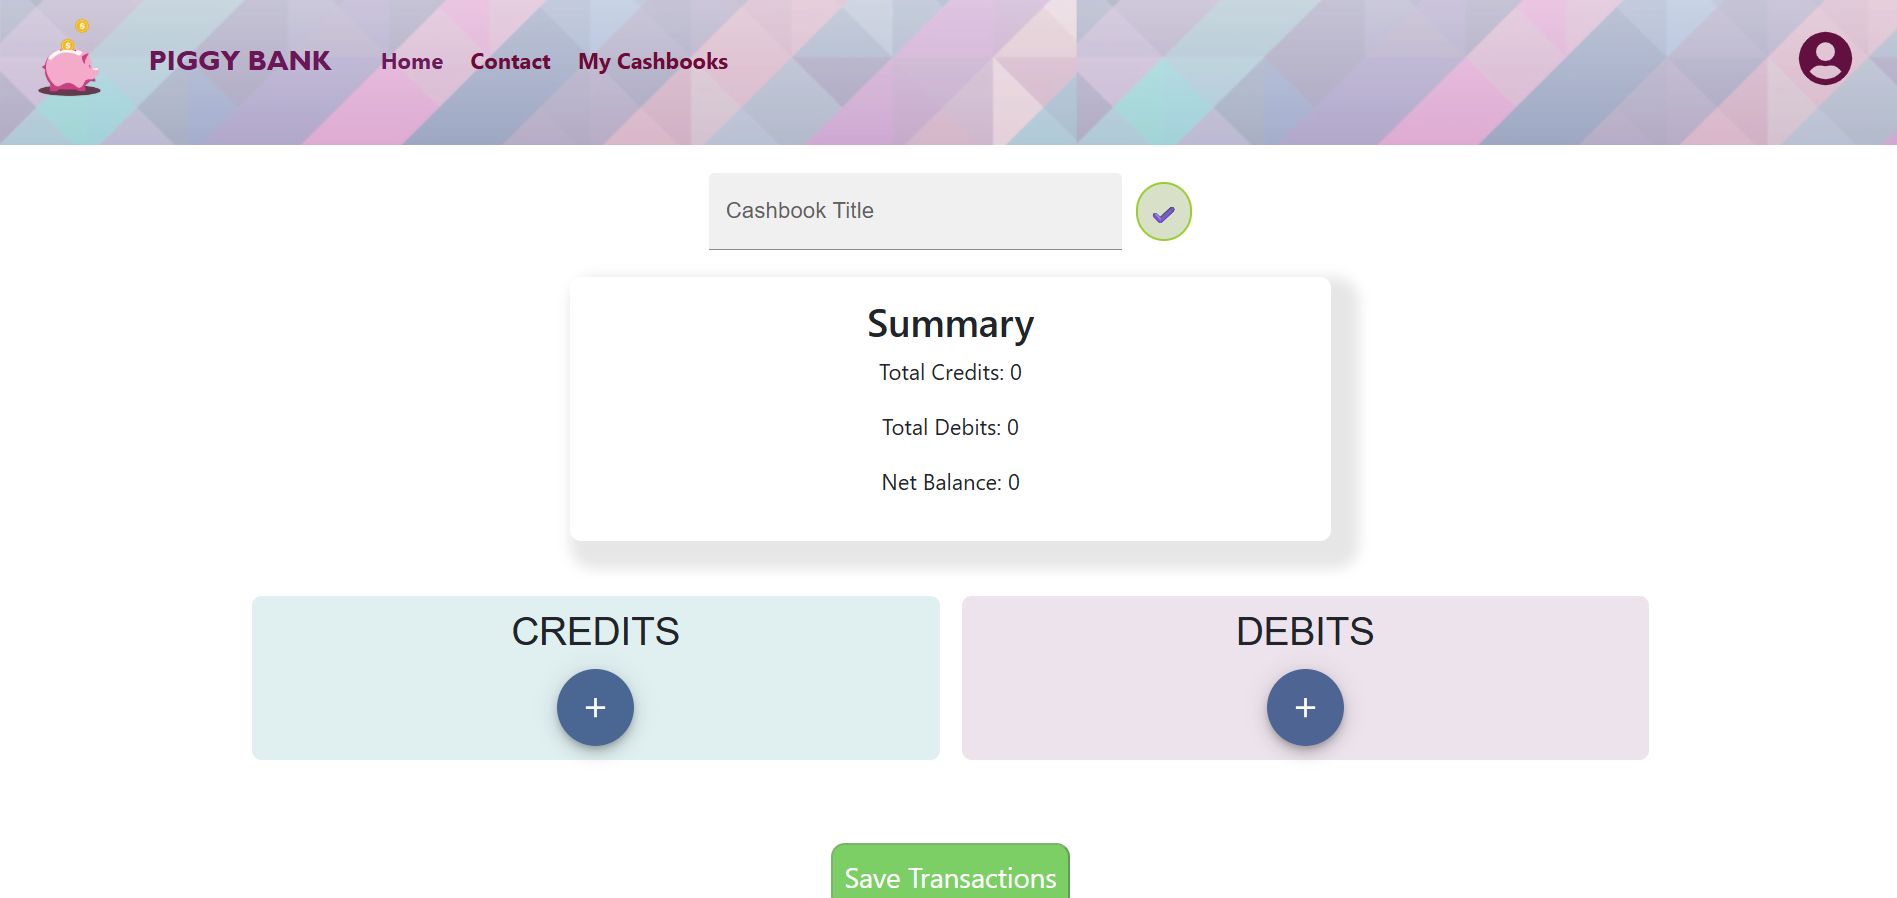 PIGGY BANK Home Contact My Cashbooks
Cashbook Title
Summary
Total Credits: 0
Total Debits: 0
Net Balance: 0
CREDITS
DEBITS
+
+
Save Transactions